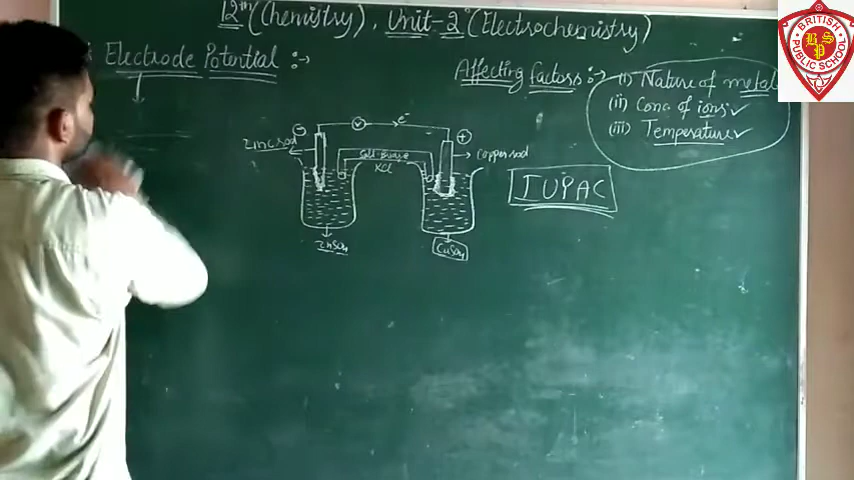 12th (Chemistry), Unit-2 (Electrochemistry)
Electrode Potential :-
Affecting factors :-
(i) Nature of metal
(ii) Conc of ions ✓
(iii) Temperature ✓
Zinc rod
⊖
V
e-
⊕
copper rod
Salt Bridge
KCl
IUPAC
ZnSO4
CuSO4
BRITISH
BPS
PUBLIC SCHOOL